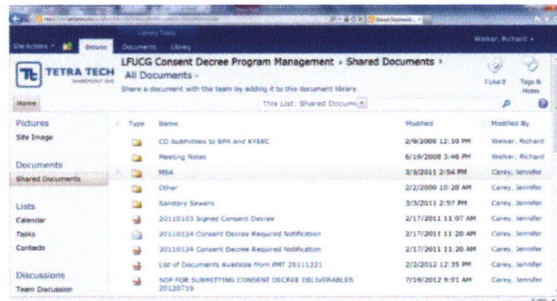 Library Tools
Site Actions Browse Documents Library Walker, Richard
TETRA TECH
LFUCG Consent Decree Program Management › Shared Documents ›
All Documents
Share a document with the team by adding it to this document library.
I Like It Tags & Notes
Home This List: Shared Docume
Pictures
Site Image
Documents
Shared Documents
Lists
Calendar
Tasks
Contacts
Discussions
Team Discussion
Type Name Modified Modified By
CD Submittals to EPA and KYEEC 2/9/2009 12:10 PM Walker, Richard
Meeting Notes 6/19/2008 3:46 PM Walker, Richard
MS4 3/3/2011 2:54 PM Carey, Jennifer
Other 2/2/2009 10:28 AM Carey, Jennifer
Sanitary Sewers 3/3/2011 2:57 PM Carey, Jennifer
20110103 Signed Consent Decree 2/17/2011 11:07 AM Carey, Jennifer
20110124 Consent Decree Required Notification 2/17/2011 11:20 AM Carey, Jennifer
20110124 Consent Decree Required Notification 2/17/2011 11:20 AM Carey, Jennifer
List of Documents Available from PMT 20111221 2/2/2012 12:35 PM Carey, Jennifer
SOP FOR SUBMITTING CONSENT DECREE DELIVERABLES 20120719 7/19/2012 9:01 AM Carey, Jennifer